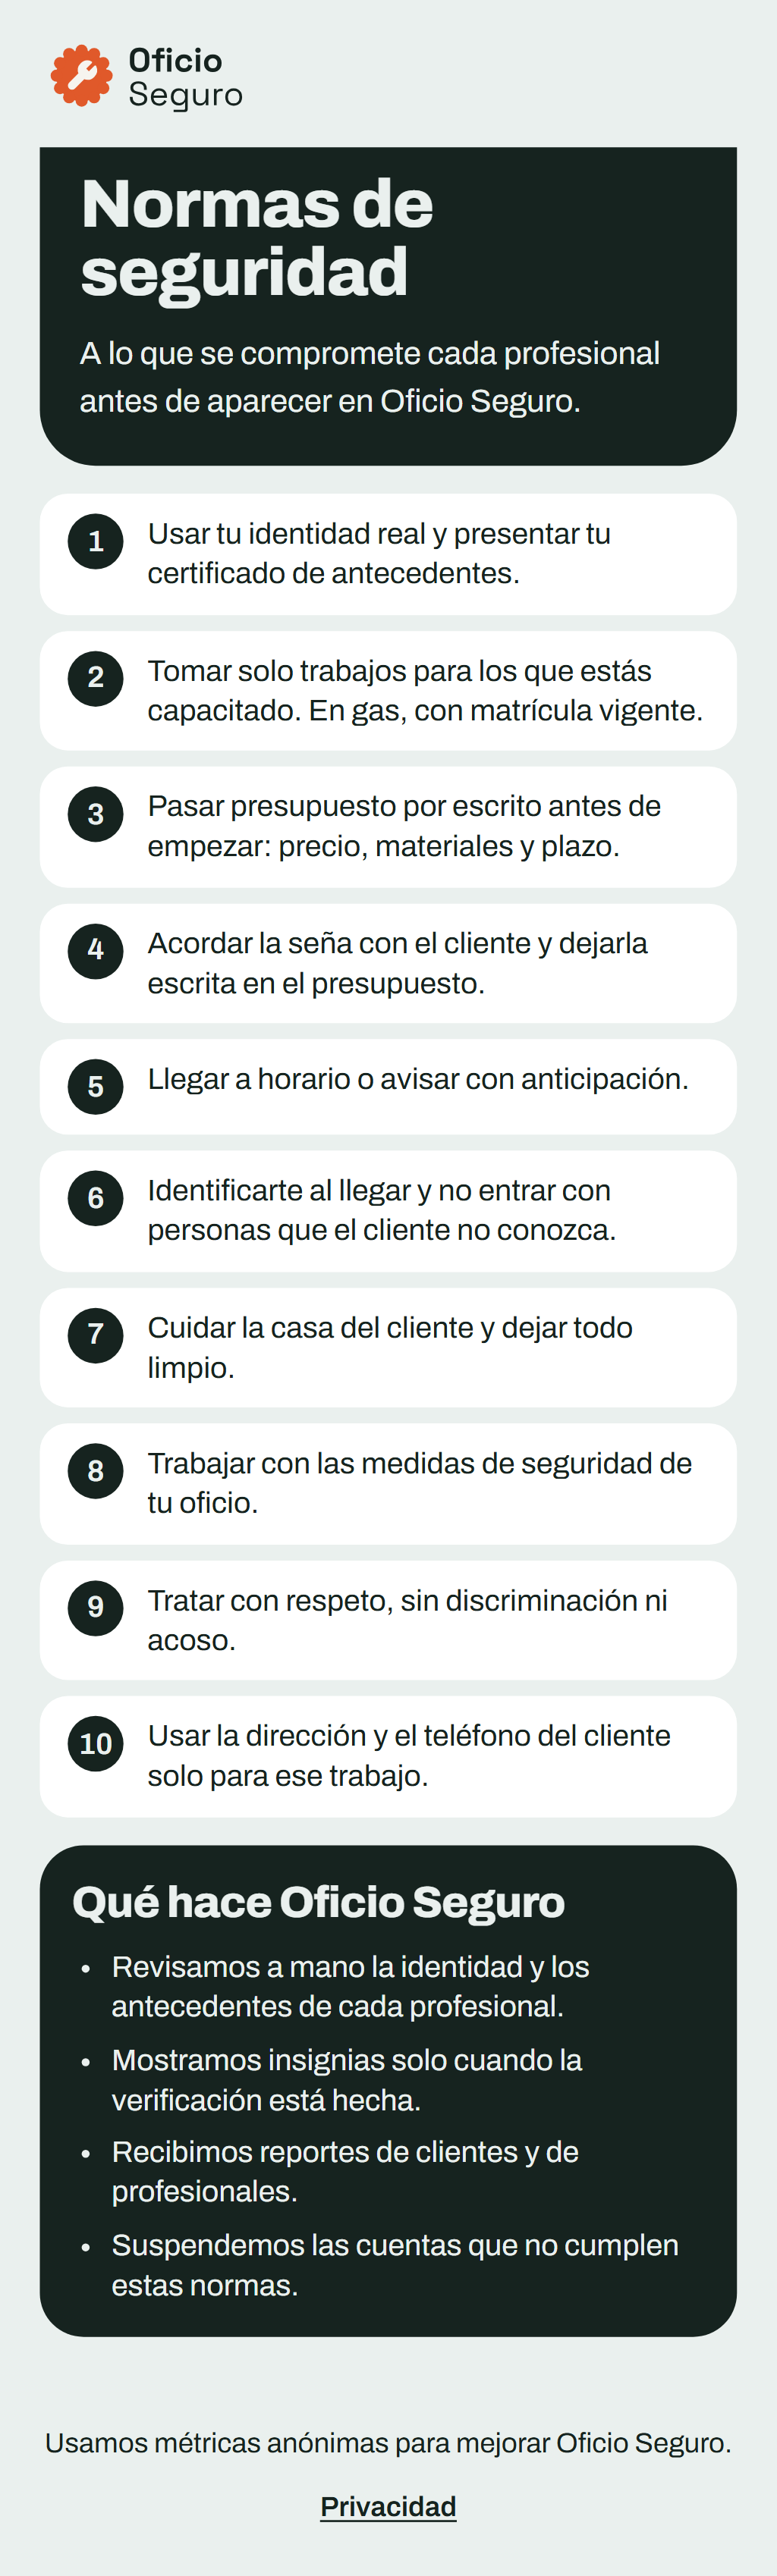 Oficio
Seguro
Normas de
seguridad
A lo que se compromete cada profesional
antes de aparecer en Oficio Seguro.
1
Usar tu identidad real y presentar tu
certificado de antecedentes.
2
Tomar solo trabajos para los que estás
capacitado. En gas, con matrícula vigente.
3
Pasar presupuesto por escrito antes de
empezar: precio, materiales y plazo.
4
Acordar la seña con el cliente y dejarla
escrita en el presupuesto.
5
Llegar a horario o avisar con anticipación.
6
Identificarte al llegar y no entrar con
personas que el cliente no conozca.
7
Cuidar la casa del cliente y dejar todo
limpio.
8
Trabajar con las medidas de seguridad de
tu oficio.
9
Tratar con respeto, sin discriminación ni
acoso.
10
Usar la dirección y el teléfono del cliente
solo para ese trabajo.
Qué hace Oficio Seguro
• Revisamos a mano la identidad y los
antecedentes de cada profesional.
• Mostramos insignias solo cuando la
verificación está hecha.
• Recibimos reportes de clientes y de
profesionales.
• Suspendemos las cuentas que no cumplen
estas normas.
Usamos métricas anónimas para mejorar Oficio Seguro.
Privacidad